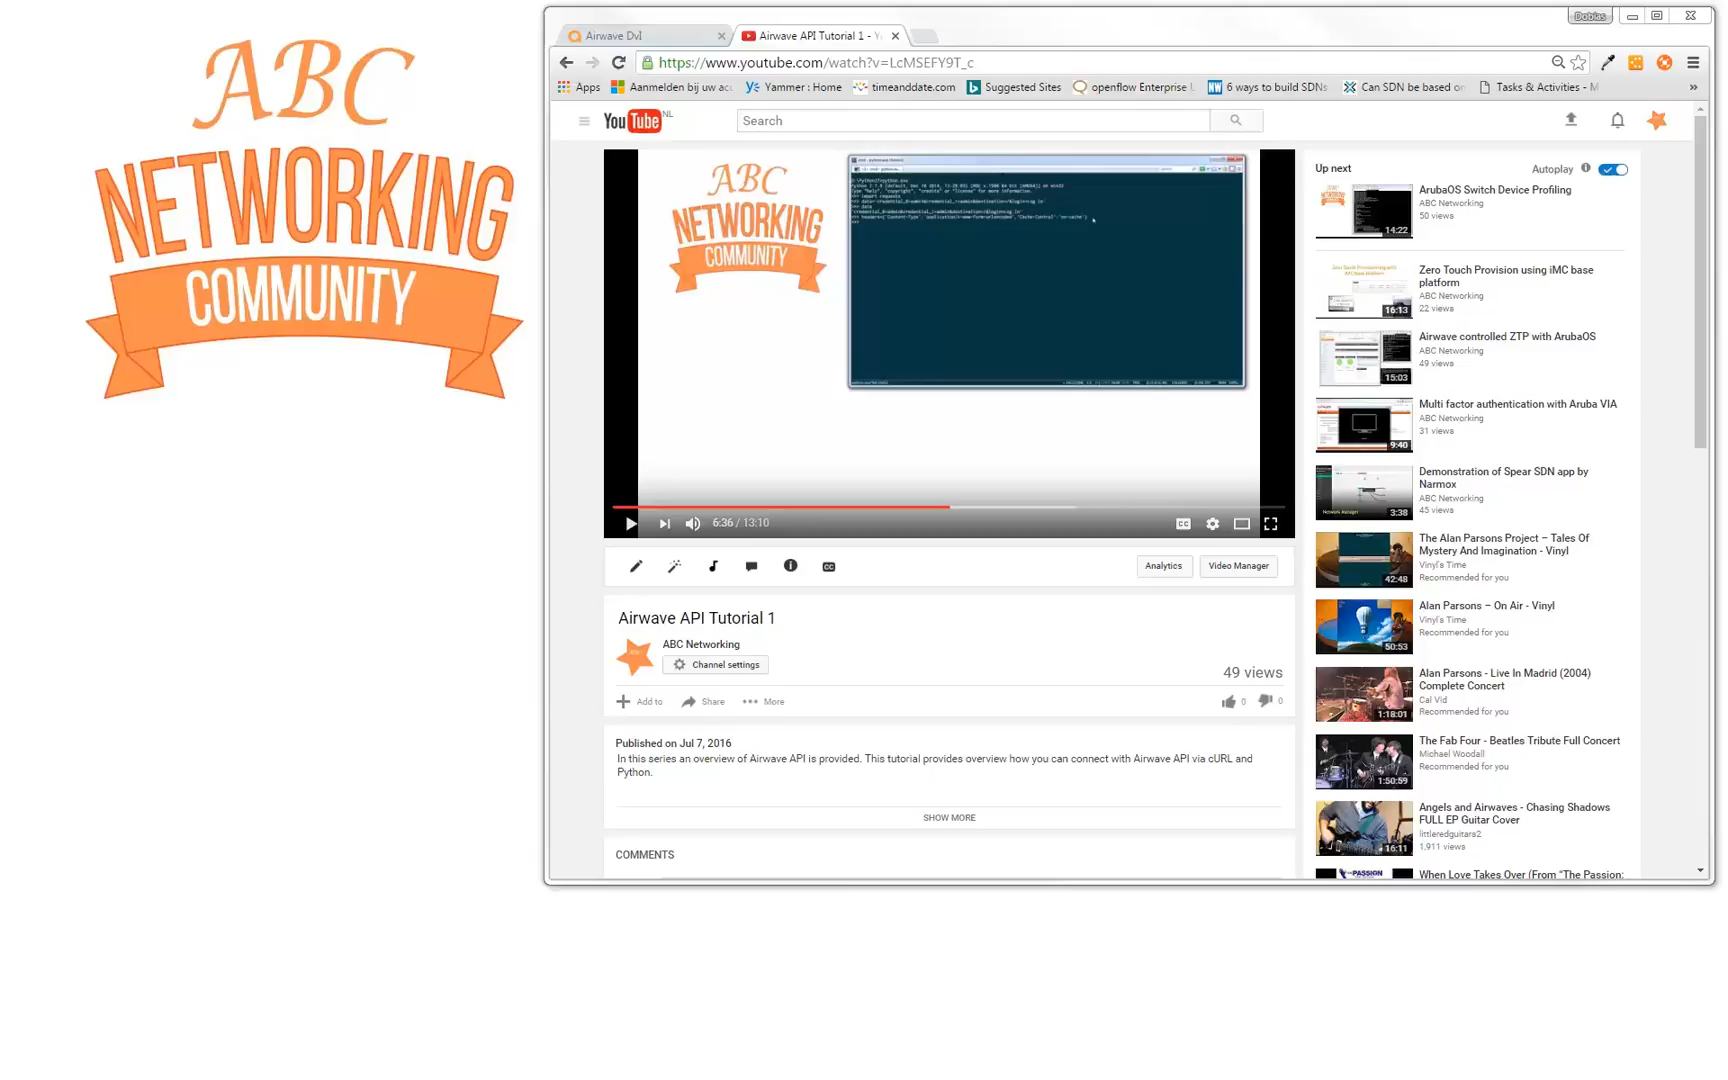 ABC
NETWORKING
COMMUNITY
Dobias
Airwave Dvl
Airwave API Tutorial 1 - Y
https://www.youtube.com/watch?v=LcMSEFY9T_c
Apps
Aanmelden bij uw acc
Yammer : Home
timeanddate.com
Suggested Sites
openflow Enterprise
6 ways to build SDNs
Can SDN be based on
Tasks & Activities - M
YouTube NL
Search
ABC
NETWORKING
COMMUNITY
6:36 / 13:10
CC
Analytics
Video Manager
Airwave API Tutorial 1
ABC Networking
Channel settings
49 views
Add to
Share
More
0
0
Published on Jul 7, 2016
In this series an overview of Airwave API is provided. This tutorial provides overview how you can connect with Airwave API via cURL and
Python.
SHOW MORE
COMMENTS
Up next
Autoplay
ArubaOS Switch Device Profiling
ABC Networking
50 views
14:22
Zero Touch Provision using iMC base
platform
ABC Networking
22 views
16:13
Airwave controlled ZTP with ArubaOS
ABC Networking
49 views
15:03
Multi factor authentication with Aruba VIA
ABC Networking
31 views
9:40
Demonstration of Spear SDN app by
Narmox
ABC Networking
45 views
3:38
The Alan Parsons Project – Tales Of
Mystery And Imagination - Vinyl
Vinyl's Time
Recommended for you
42:48
Alan Parsons – On Air - Vinyl
Vinyl's Time
Recommended for you
50:53
Alan Parsons - Live In Madrid (2004)
Complete Concert
Cal Vid
Recommended for you
1:18:01
The Fab Four - Beatles Tribute Full Concert
Michael Woodall
Recommended for you
1:50:59
Angels and Airwaves - Chasing Shadows
FULL EP Guitar Cover
littleredguitars2
1,911 views
16:11
When Love Takes Over (From "The Passion: